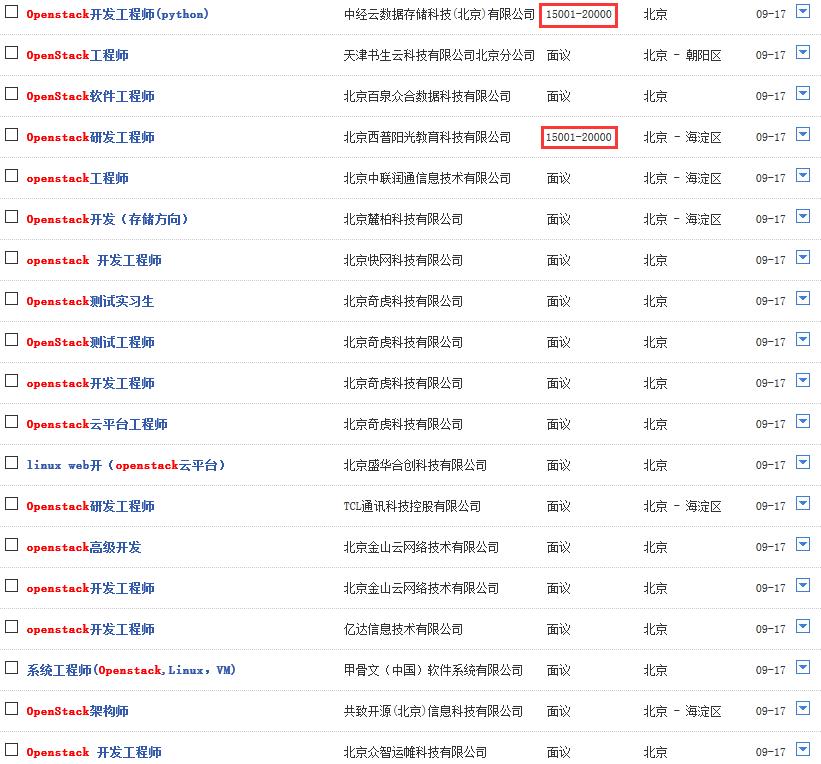 Openstack开发工程师(python) 中经云数据存储科技(北京)有限公司 15001-20000 北京 09-17
OpenStack工程师 天津书生云科技有限公司北京分公司 面议 北京 - 朝阳区 09-17
OpenStack软件工程师 北京百泉众合数据科技有限公司 面议 北京 09-17
Openstack研发工程师 北京西普阳光教育科技有限公司 15001-20000 北京 - 海淀区 09-17
openstack工程师 北京中联润通信息技术有限公司 面议 北京 - 海淀区 09-17
Openstack开发（存储方向） 北京麓柏科技有限公司 面议 北京 - 海淀区 09-17
openstack 开发工程师 北京快网科技有限公司 面议 北京 09-17
Openstack测试实习生 北京奇虎科技有限公司 面议 北京 09-17
OpenStack测试工程师 北京奇虎科技有限公司 面议 北京 09-17
openstack开发工程师 北京奇虎科技有限公司 面议 北京 09-17
Openstack云平台工程师 北京奇虎科技有限公司 面议 北京 09-17
linux web开（openstack云平台） 北京盛华合创科技有限公司 面议 北京 09-17
Openstack研发工程师 TCL通讯科技控股有限公司 面议 北京 - 海淀区 09-17
openstack高级开发 北京金山云网络技术有限公司 面议 北京 09-17
openstack开发工程师 北京金山云网络技术有限公司 面议 北京 09-17
openstack开发工程师 亿达信息技术有限公司 面议 北京 09-17
系统工程师(Openstack,Linux，VM) 甲骨文（中国）软件系统有限公司 面议 北京 09-17
OpenStack架构师 共致开源(北京)信息科技有限公司 面议 北京 - 海淀区 09-17
Openstack 开发工程师 北京众智运帷科技有限公司 面议 北京 09-17